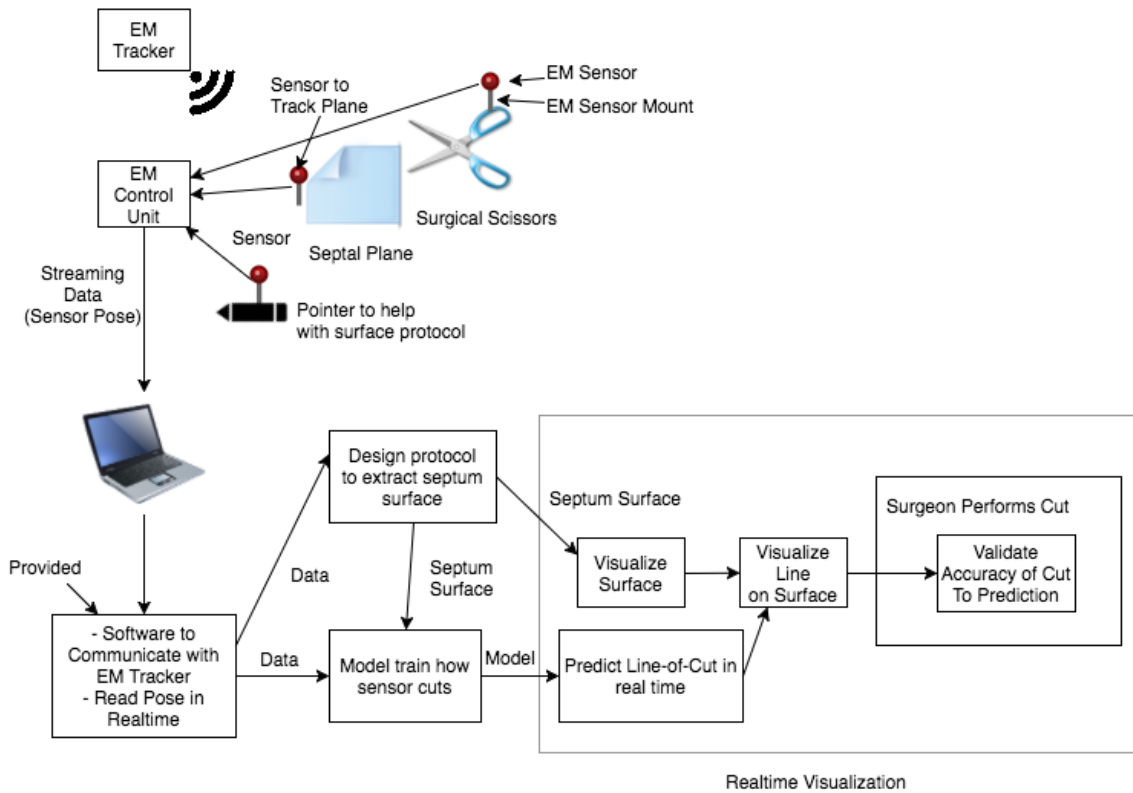 EM
Tracker
EM Sensor
Sensor to
Track Plane
EM Sensor Mount
EM
Control
Unit
Surgical Scissors
Sensor
Septal Plane
Streaming
Data
(Sensor Pose)
Pointer to help
with surface protocol
Design protocol
to extract septum
surface
Septum Surface
Surgeon Performs Cut
Provided
Data
Septum
Surface
Visualize
Surface
Visualize
Line
on Surface
Validate
Accuracy of Cut
To Prediction
- Software to
Communicate with
EM Tracker
- Read Pose in
Realtime
Data
Model train how
sensor cuts
Model
Predict Line-of-Cut in
real time
Realtime Visualization